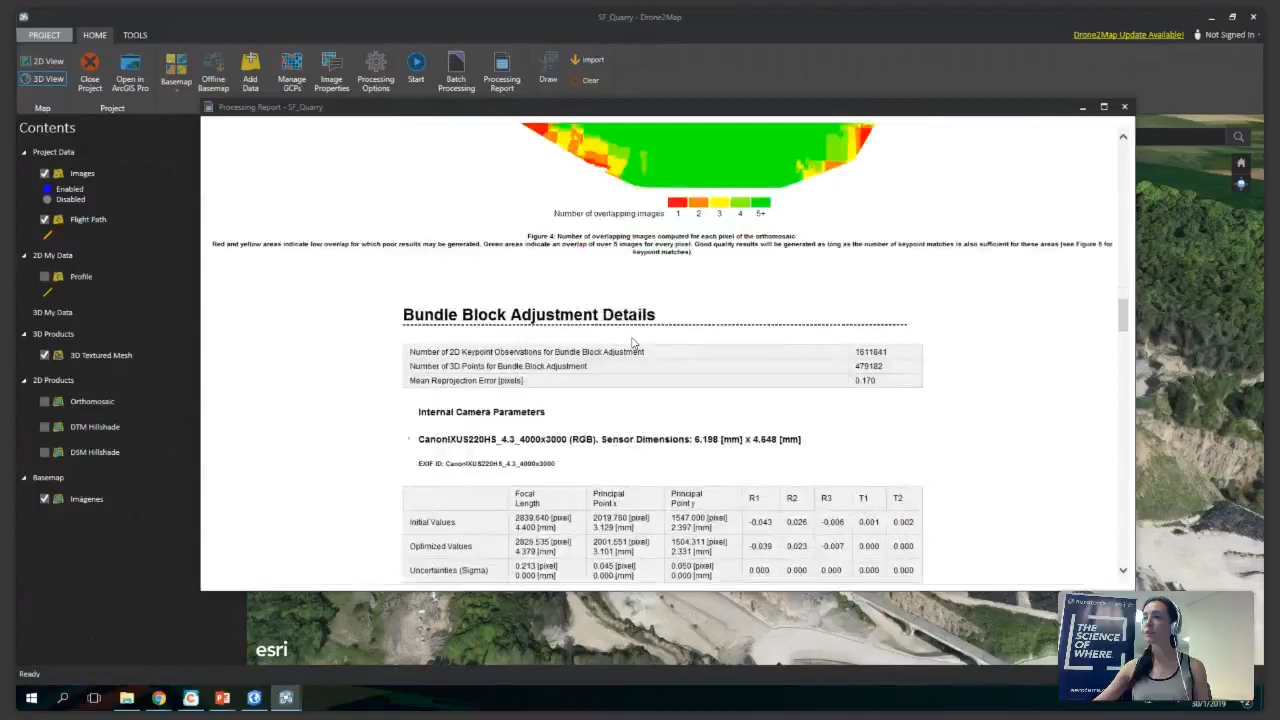 SF_Quarry - Drone2Map
PROJECT
HOME
TOOLS
Drone2Map Update Available!
Not Signed In
2D View
3D View
Map
Close Project
Open in ArcGIS Pro
Project
Basemap
Offline Basemap
Add Data
Manage GCPs
Image Properties
Processing Options
Start
Batch Processing
Processing Report
Draw
Import
Clear
Contents
Project Data
Images
Enabled
Disabled
Flight Path
2D My Data
Profile
3D My Data
3D Products
3D Textured Mesh
2D Products
Orthomosaic
DTM Hillshade
DSM Hillshade
Basemap
Imágenes
Processing Report - SF_Quarry
Number of overlapping images: 1 2 3 4 5+
Figure 4: Number of overlapping images computed for each pixel of the orthomosaic.
Red and yellow areas indicate low overlap for which poor results may be generated. Green areas indicate an overlap of over 5 images for every pixel. Good quality results will be generated as long as the number of keypoint matches is also sufficient for these areas (see Figure 5 for
keypoint matches).
Bundle Block Adjustment Details
Number of 2D Keypoint Observations for Bundle Block Adjustment 1611841
Number of 3D Points for Bundle Block Adjustment 479182
Mean Reprojection Error [pixels] 0.170
Internal Camera Parameters
CanonIXUS220HS_4.3_4000x3000 (RGB). Sensor Dimensions: 6.198 [mm] x 4.648 [mm]
EXIF ID: CanonIXUS220HS_4.3_4000x3000
Focal Length Principal Point x Principal Point y R1 R2 R3 T1 T2
Initial Values 2839.640 [pixel] 4.400 [mm] 2019.760 [pixel] 3.129 [mm] 1547.000 [pixel] 2.397 [mm] -0.043 0.026 -0.006 0.001 0.002
Optimized Values 2825.535 [pixel] 4.379 [mm] 2001.551 [pixel] 3.101 [mm] 1504.311 [pixel] 2.331 [mm] -0.039 0.023 -0.007 0.000 0.000
Uncertainties (Sigma) 0.213 [pixel] 0.000 [mm] 0.045 [pixel] 0.000 [mm] 0.050 [pixel] 0.000 [mm] 0.000 0.000 0.000 0.000 0.000
esri
Ready
THE
SCIENCE
OF
WHERE
30/1/2019